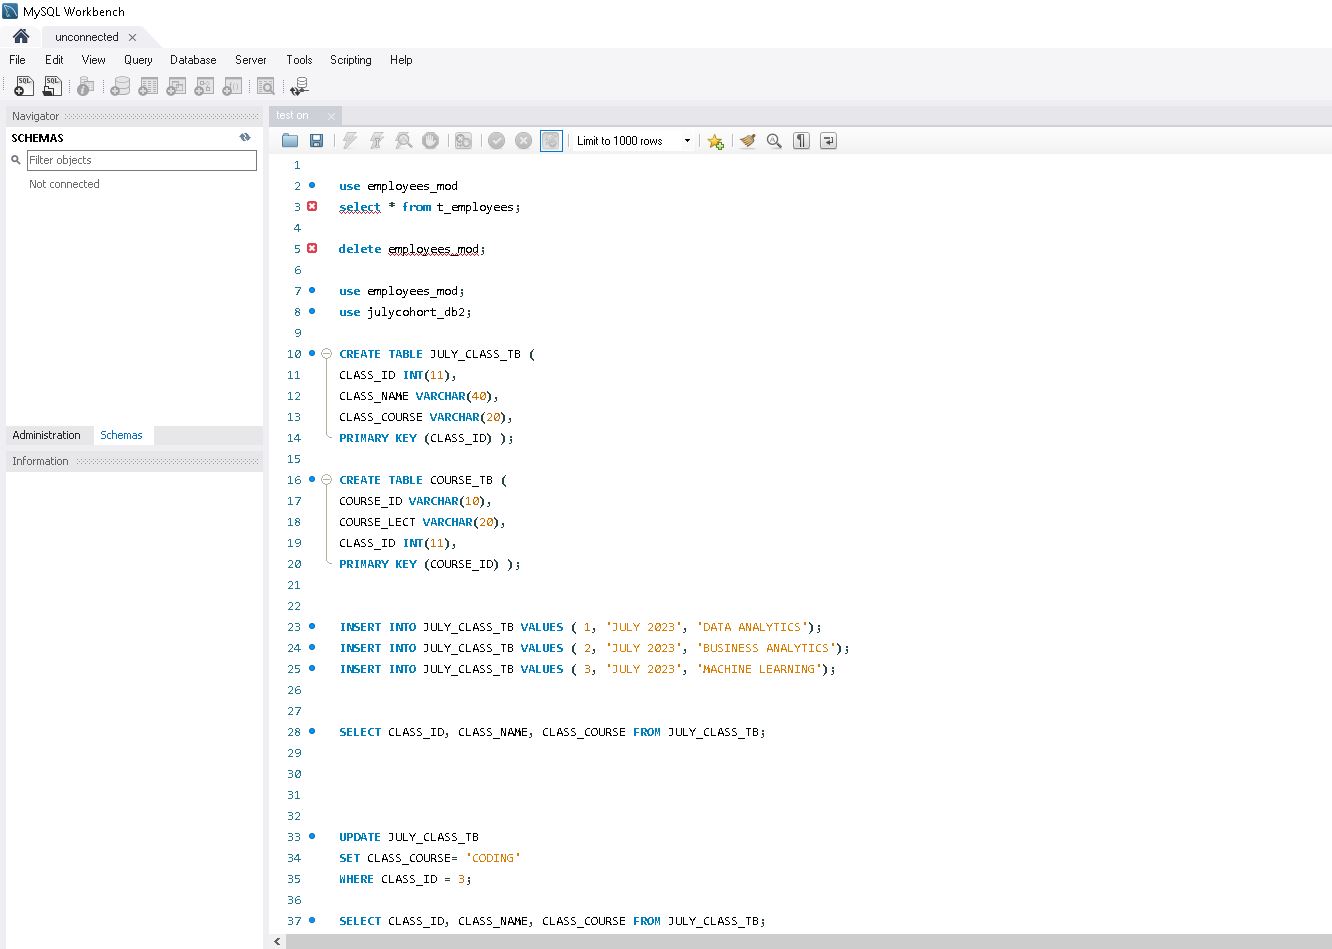 MySQL Workbench
unconnected
File Edit View Query Database Server Tools Scripting Help
Navigator
SCHEMAS
Filter objects
Not connected
Administration Schemas
Information
test on
Limit to 1000 rows
1
2 use employees_mod
3 select * from t_employees;
4
5 delete employees_mod;
6
7 use employees_mod;
8 use julycohort_db2;
9
10 CREATE TABLE JULY_CLASS_TB (
11 CLASS_ID INT(11),
12 CLASS_NAME VARCHAR(40),
13 CLASS_COURSE VARCHAR(20),
14 PRIMARY KEY (CLASS_ID) );
15
16 CREATE TABLE COURSE_TB (
17 COURSE_ID VARCHAR(10),
18 COURSE_LECT VARCHAR(20),
19 CLASS_ID INT(11),
20 PRIMARY KEY (COURSE_ID) );
21
22
23 INSERT INTO JULY_CLASS_TB VALUES ( 1, 'JULY 2023', 'DATA ANALYTICS');
24 INSERT INTO JULY_CLASS_TB VALUES ( 2, 'JULY 2023', 'BUSINESS ANALYTICS');
25 INSERT INTO JULY_CLASS_TB VALUES ( 3, 'JULY 2023', 'MACHINE LEARNING');
26
27
28 SELECT CLASS_ID, CLASS_NAME, CLASS_COURSE FROM JULY_CLASS_TB;
29
30
31
32
33 UPDATE JULY_CLASS_TB
34 SET CLASS_COURSE= 'CODING'
35 WHERE CLASS_ID = 3;
36
37 SELECT CLASS_ID, CLASS_NAME, CLASS_COURSE FROM JULY_CLASS_TB;